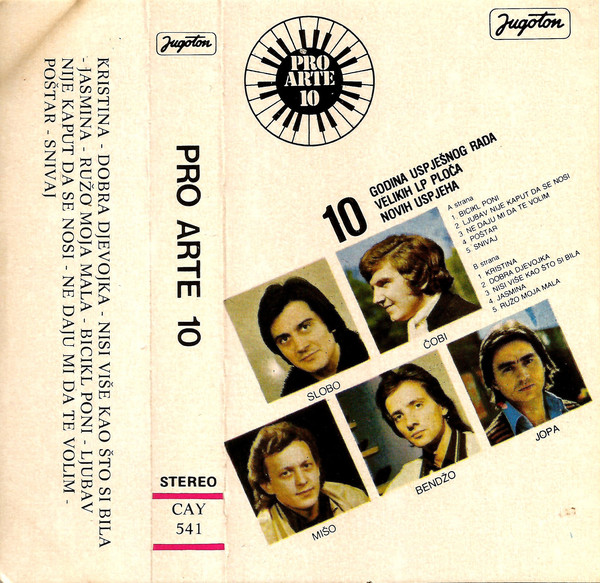 KRISTINA - DOBRA DJEVOJKA - NISI VIŠE KAO ŠTO SI BILA
- JASMINA - RUŽO MOJA MALA - BICIKL PONI - LJUBAV
NIJE KAPUT DA SE NOSI - NE DAJU MI DA TE VOLIM -
POŠTAR - SNIVAJ
Jugoton
PRO ARTE 10
STEREO
CAY
541
Jugoton
PRO
ARTE
10
10
GODINA USPJEŠNOG RADA
VELIKIH LP PLOČA
NOVIH USPJEHA
A strana
1. BICIKL PONI
2. LJUBAV NIJE KAPUT DA SE NOSI
3. NE DAJU MI DA TE VOLIM
4. POŠTAR
5. SNIVAJ
B strana
1. KRISTINA
2. DOBRA DJEVOJKA
3. NISI VIŠE KAO ŠTO SI BILA
4. JASMINA
5. RUŽO MOJA MALA
SLOBO
ČOBI
MIŠO
BENDŽO
JOPA